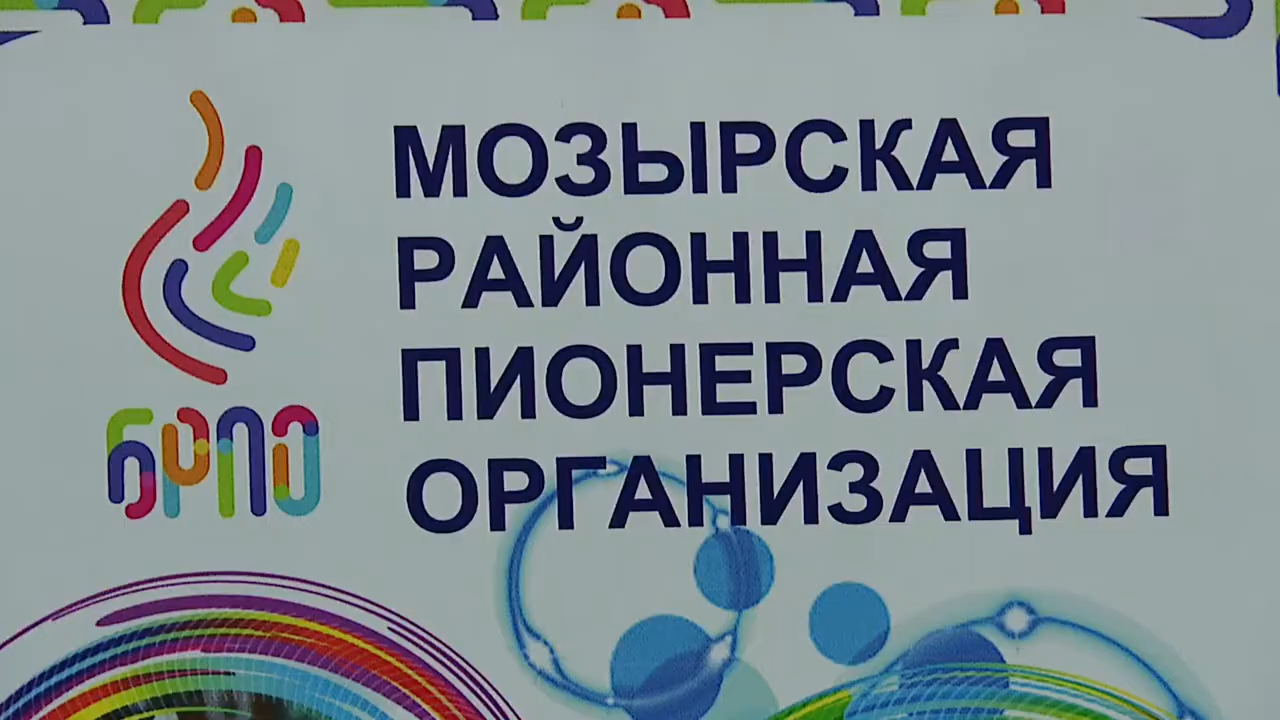 МОЗЫРСКАЯ
РАЙОННАЯ
ПИОНЕРСКАЯ
ОРГАНИЗАЦИЯ
БРПО